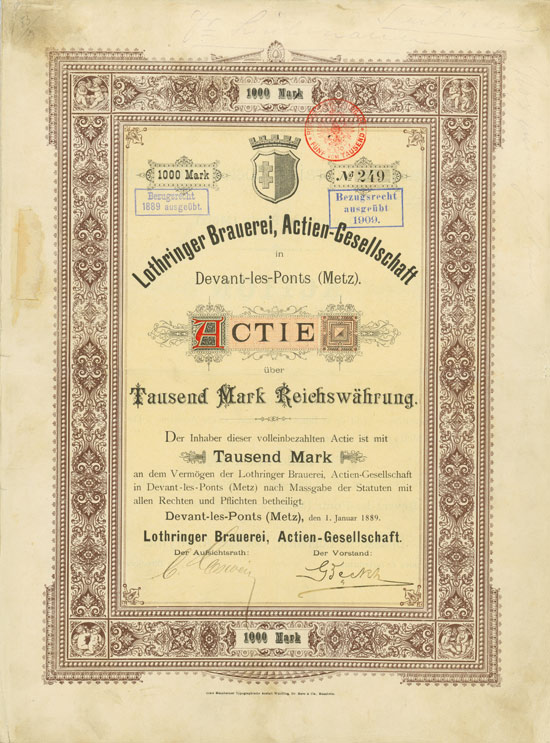 1000 Mark
1000 Mark
№ 249
Bezugsrecht
1889 ausgeübt.
Bezugsrecht
ausgeübt
1909.
Lothringer Brauerei, Actien-Gesellschaft
in
Devant-les-Ponts (Metz).
ACTIE
über
Tausend Mark Reichswährung.
Der Inhaber dieser volleinbezahlten Actie ist mit
Tausend Mark
an dem Vermögen der Lothringer Brauerei, Actien-Gesellschaft
in Devant-les-Ponts (Metz) nach Massgabe der Statuten mit
allen Rechten und Pflichten betheiligt.
Devant-les-Ponts (Metz), den 1. Januar 1889.
Lothringer Brauerei, Actien-Gesellschaft.
Der Aufsichtsrath: Der Vorstand:
1000 Mark